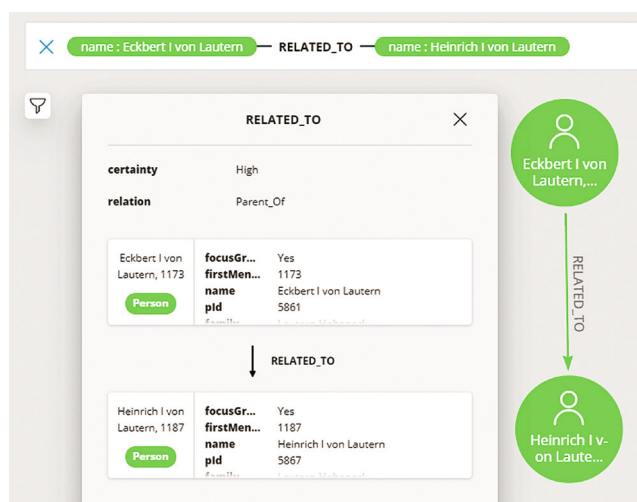 name : Eckbert I von Lautern — RELATED_TO — name : Heinrich I von Lautern
RELATED_TO
certainty High
relation Parent_Of
Eckbert I von
Lautern, 1173
Person
focusGr... Yes
firstMen... 1173
name Eckbert I von Lautern
pId 5861
RELATED_TO
Heinrich I von
Lautern, 1187
Person
focusGr... Yes
firstMen... 1187
name Heinrich I von Lautern
pId 5867
Eckbert I von
Lautern,...
RELATED_TO
Heinrich I v-
on Laute...